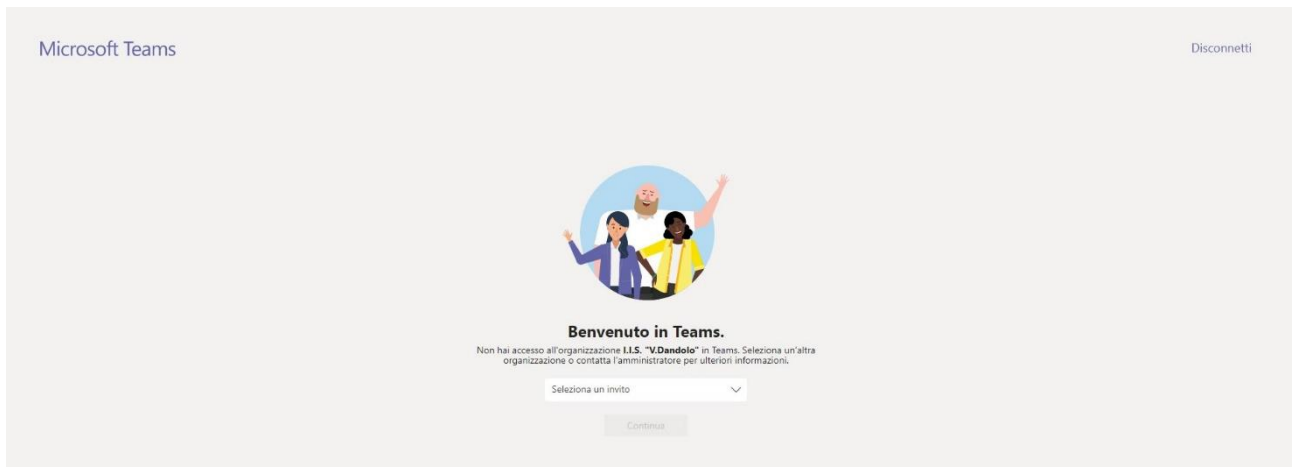 Microsoft Teams
Disconnetti
Benvenuto in Teams.
Non hai accesso all'organizzazione I.I.S. "V.Dandolo" in Teams. Seleziona un'altra
organizzazione o contatta l'amministratore per ulteriori informazioni.
Seleziona un invito
Continua